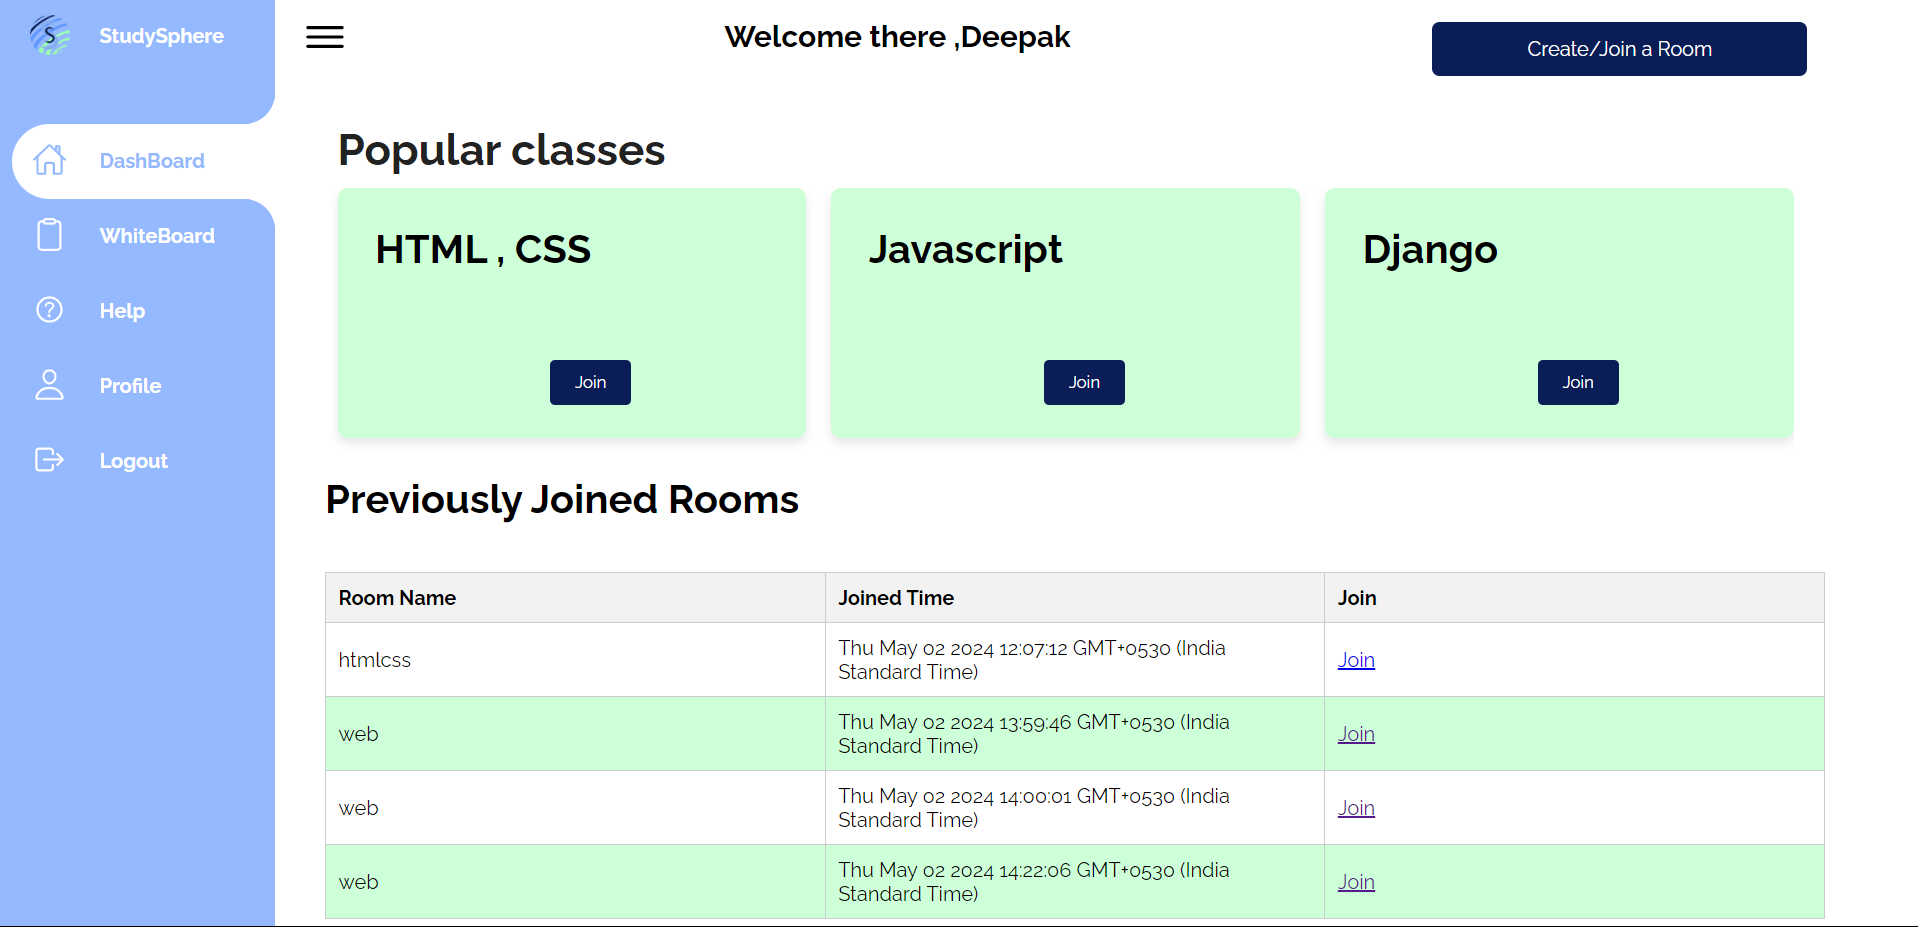 S
StudySphere
DashBoard
WhiteBoard
?
Help
Profile
Logout
Welcome there ,Deepak
Create/Join a Room
Popular classes
HTML , CSS
Join
Javascript
Join
Django
Join
Previously Joined Rooms
Room Name Joined Time Join
htmlcss
Thu May 02 2024 12:07:12 GMT+0530 (India
Standard Time)
Join
web
Thu May 02 2024 13:59:46 GMT+0530 (India
Standard Time)
Join
web
Thu May 02 2024 14:00:01 GMT+0530 (India
Standard Time)
Join
web
Thu May 02 2024 14:22:06 GMT+0530 (India
Standard Time)
Join